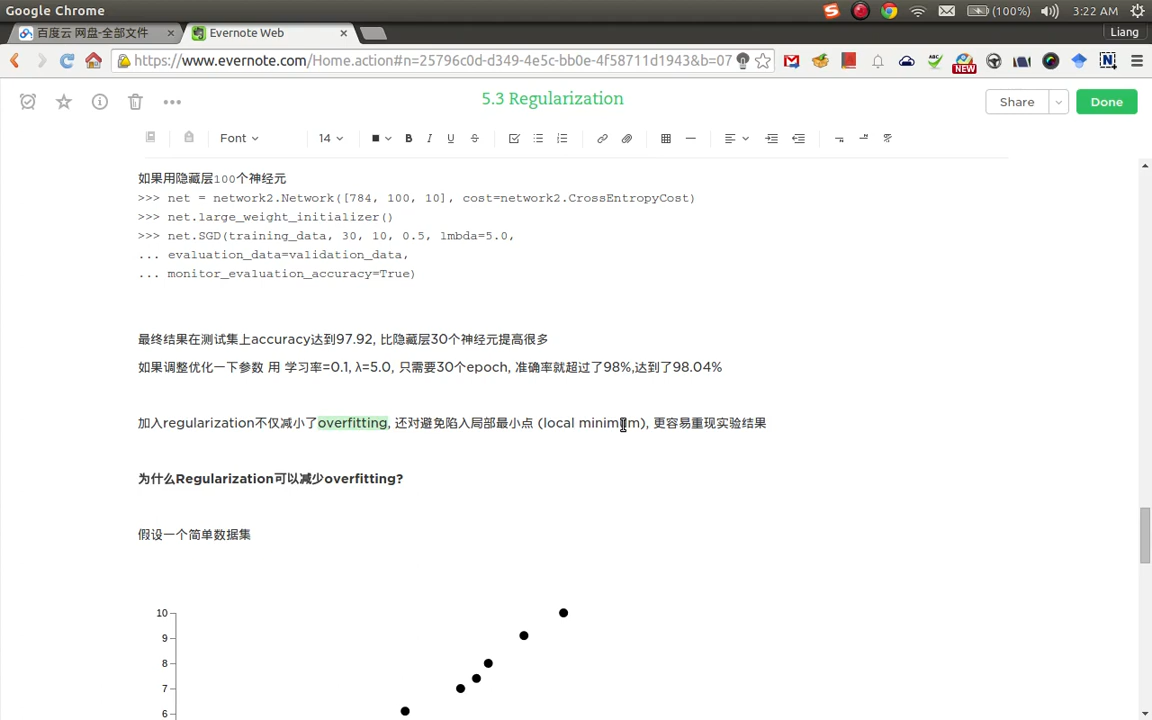 Google Chrome
(100%)
3:22 AM
百度云 网盘-全部文件
Evernote Web
Liang
https://www.evernote.com/Home.action#n=25796c0d-d349-4e5c-bb0e-4f58711d1943&b=07
NEW
5.3 Regularization
Share
Done
Font
14
B
I
U
如果用隐藏层100个神经元
>>> net = network2.Network([784, 100, 10], cost=network2.CrossEntropyCost)
>>> net.large_weight_initializer()
>>> net.SGD(training_data, 30, 10, 0.5, lmbda=5.0,
... evaluation_data=validation_data,
... monitor_evaluation_accuracy=True)
最终结果在测试集上accuracy达到97.92, 比隐藏层30个神经元提高很多
如果调整优化一下参数 用 学习率=0.1, λ=5.0, 只需要30个epoch, 准确率就超过了98%,达到了98.04%
加入regularization不仅减小了overfitting, 还对避免陷入局部最小点 (local minimum), 更容易重现实验结果
为什么Regularization可以减少overfitting?
假设一个简单数据集
10
9
8
7
6